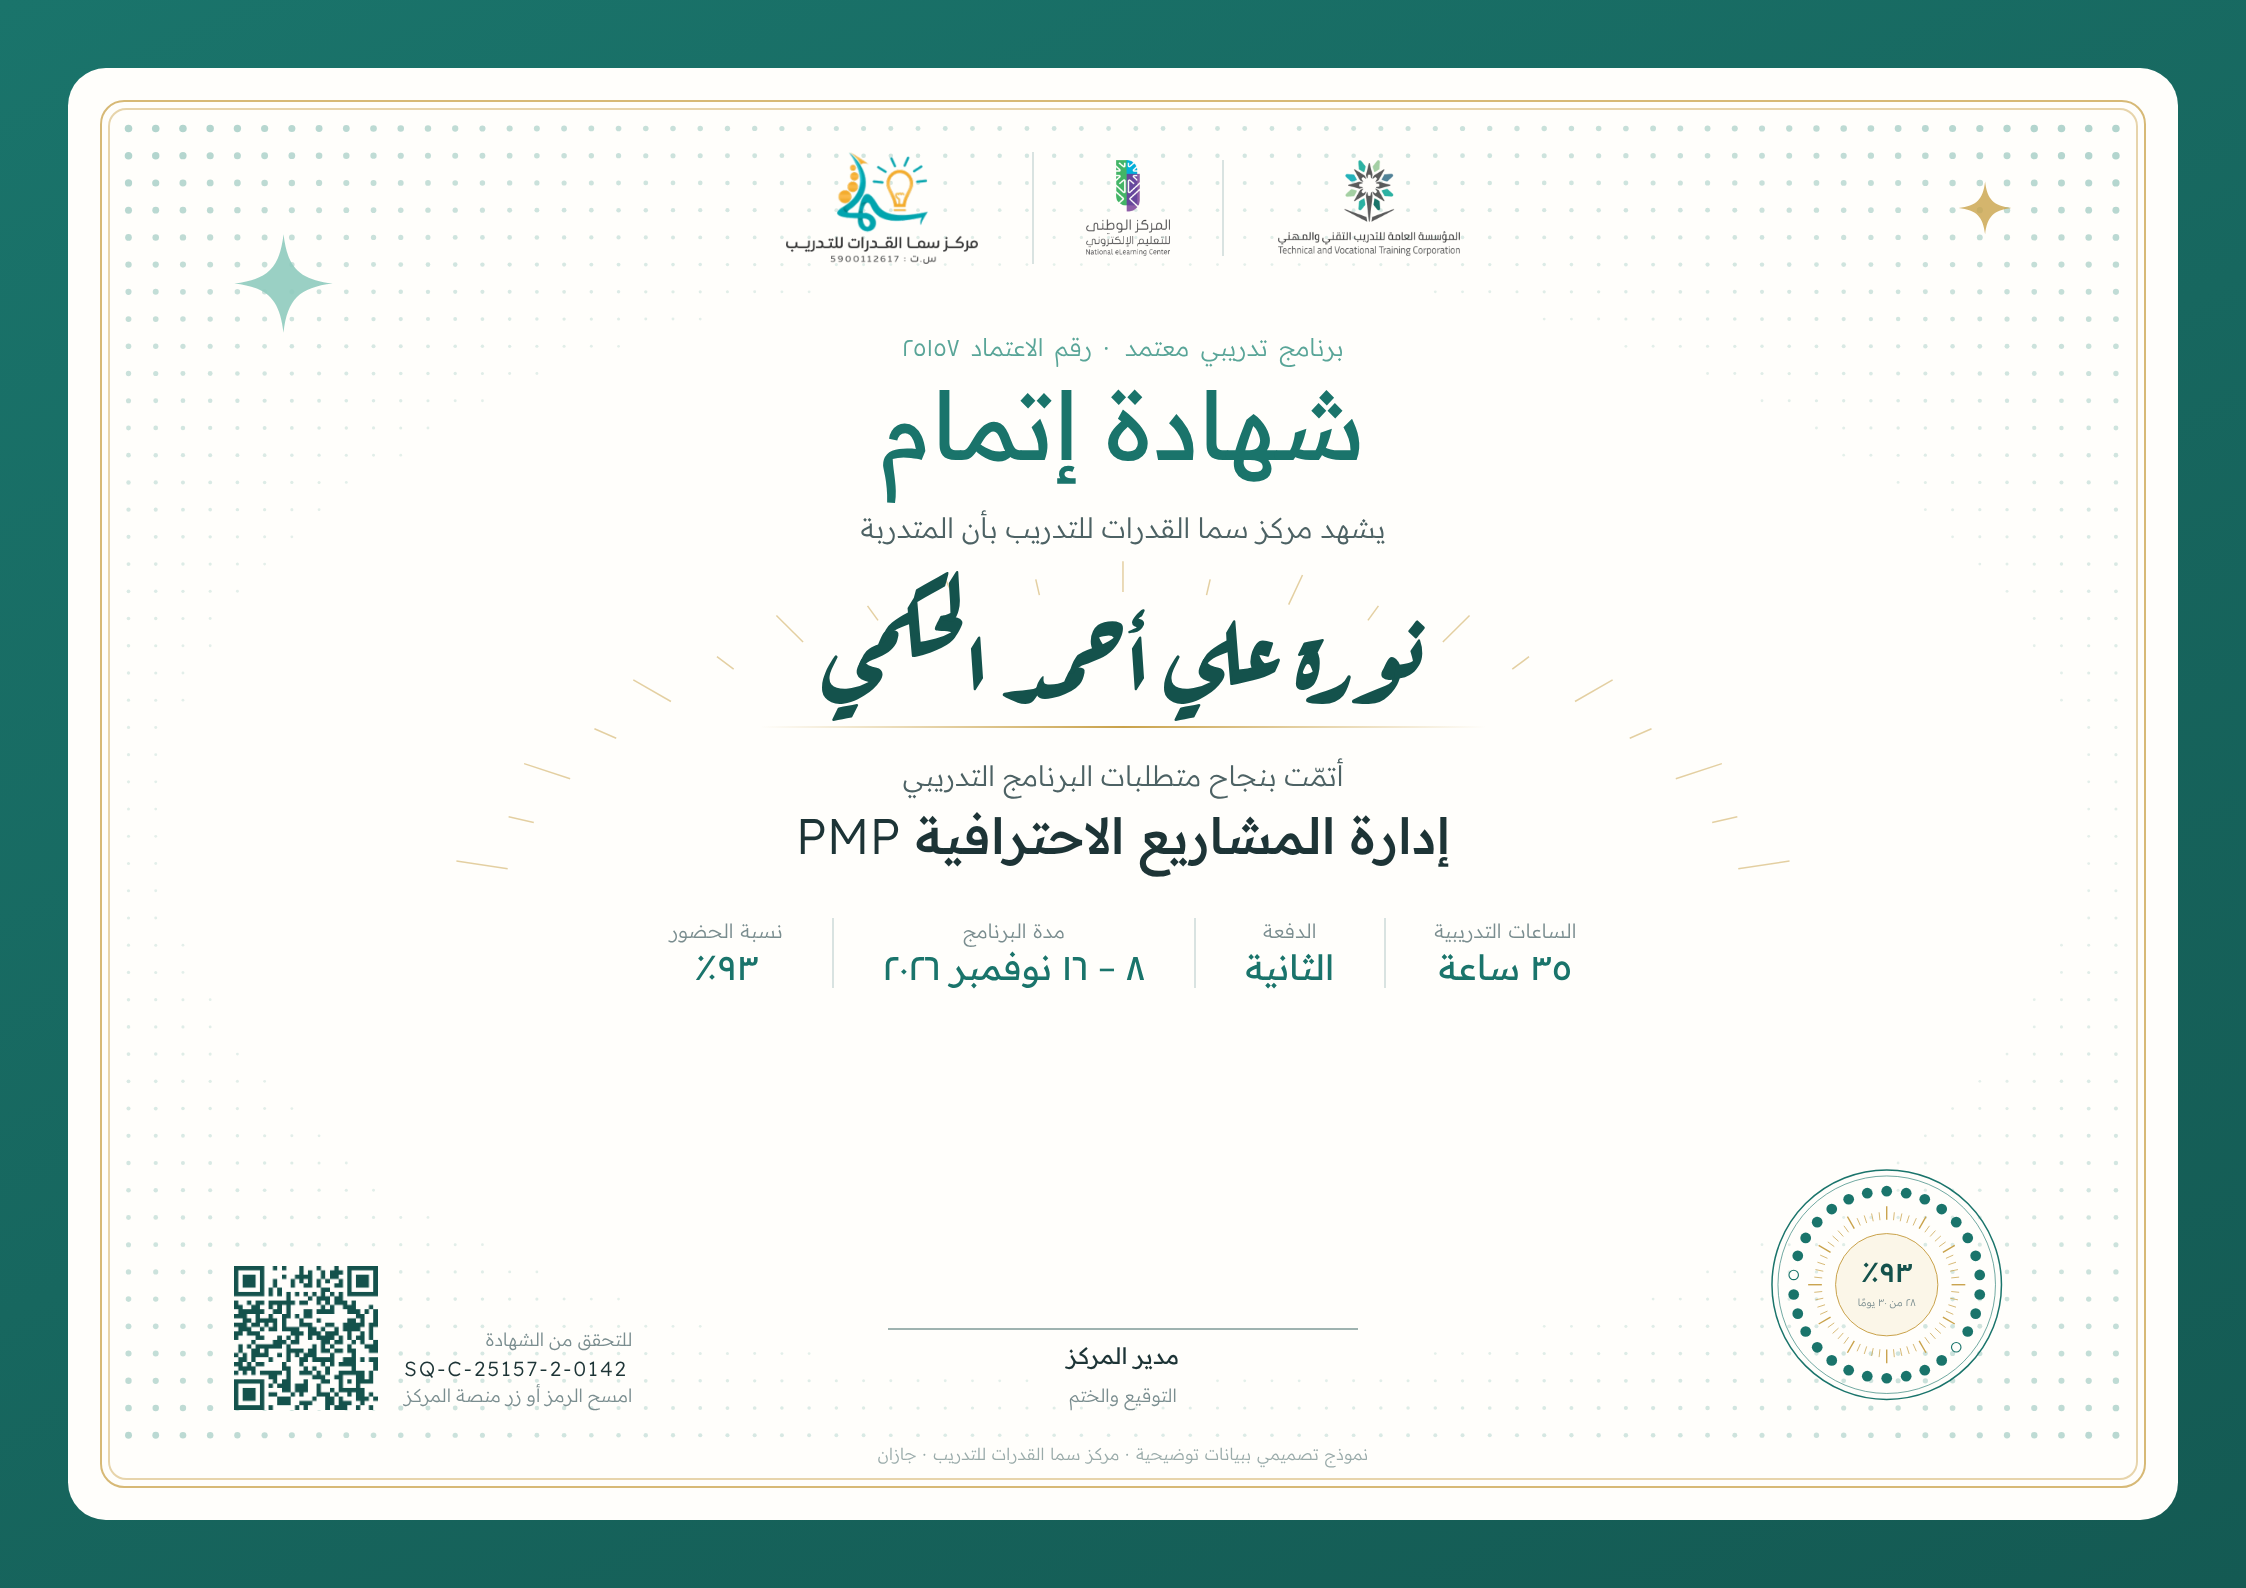 المؤسسة العامة للتدريب التقني والمهني
Technical and Vocational Training Corporation
المركز الوطني
للتعليم الإلكتروني
National eLearning Center
مركز سما القدرات للتدريب
س.ت : 5900112617
برنامج تدريبي معتمد · رقم الاعتماد ٢٥١٥٧
شهادة إتمام
يشهد مركز سما القدرات للتدريب بأن المتدربة
نورة علي أحمد الحكمي
أتمّت بنجاح متطلبات البرنامج التدريبي
إدارة المشاريع الاحترافية PMP
الساعات التدريبية
٣٥ ساعة
الدفعة
الثانية
مدة البرنامج
٨ – ١٦ نوفمبر ٢٠٢٦
نسبة الحضور
٩٣٪
٩٣٪
٢٨ من ٣٠ يومًا
مدير المركز
التوقيع والختم
للتحقق من الشهادة
SQ-C-25157-2-0142
امسح الرمز أو زر منصة المركز
نموذج تصميمي ببيانات توضيحية · مركز سما القدرات للتدريب · جازان